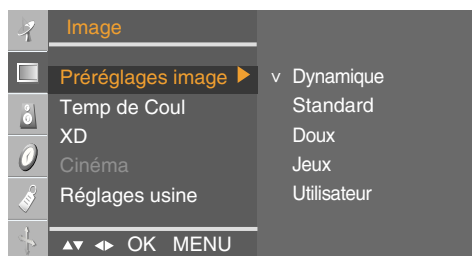 Image
Préréglages image
Temp de Coul
XD
Cinéma
Réglages usine
v Dynamique
Standard
Doux
Jeux
Utilisateur
OK MENU